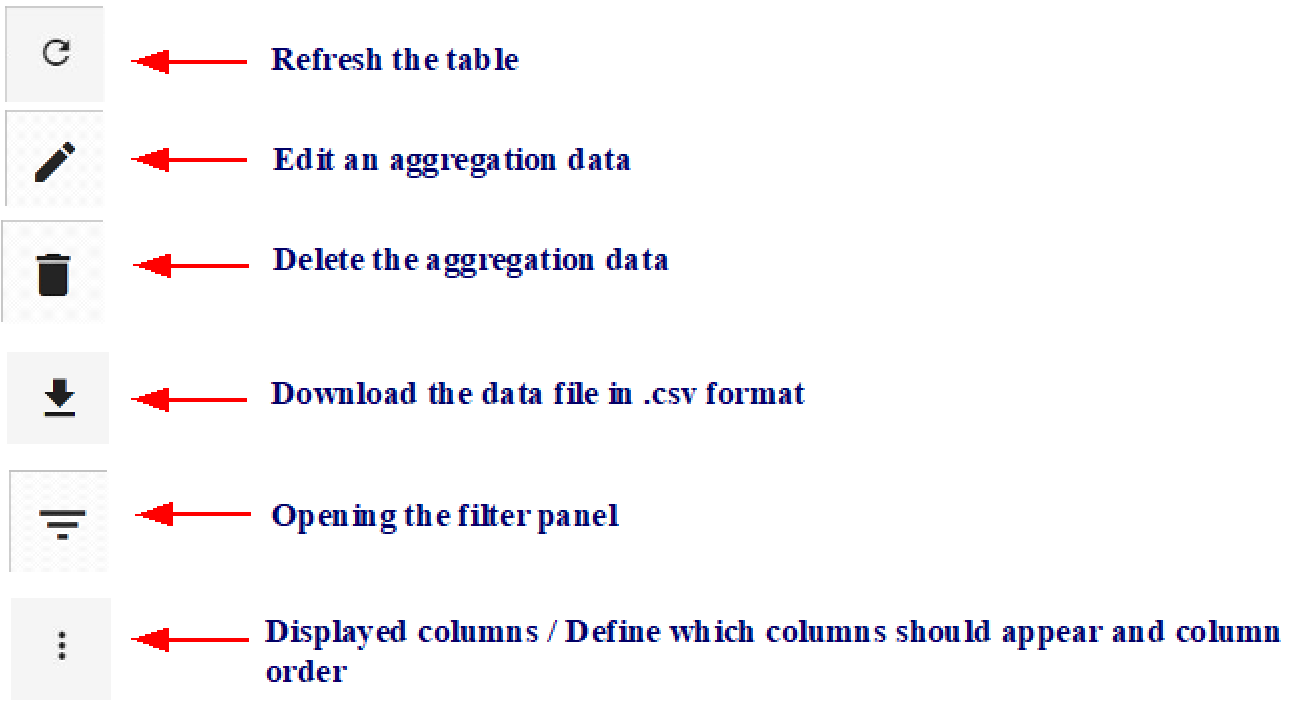 Refresh the table
Edit an aggregation data
Delete the aggregation data
Download the data file in .csv format
Opening the filter panel
Displayed columns / Define which columns should appear and column
order